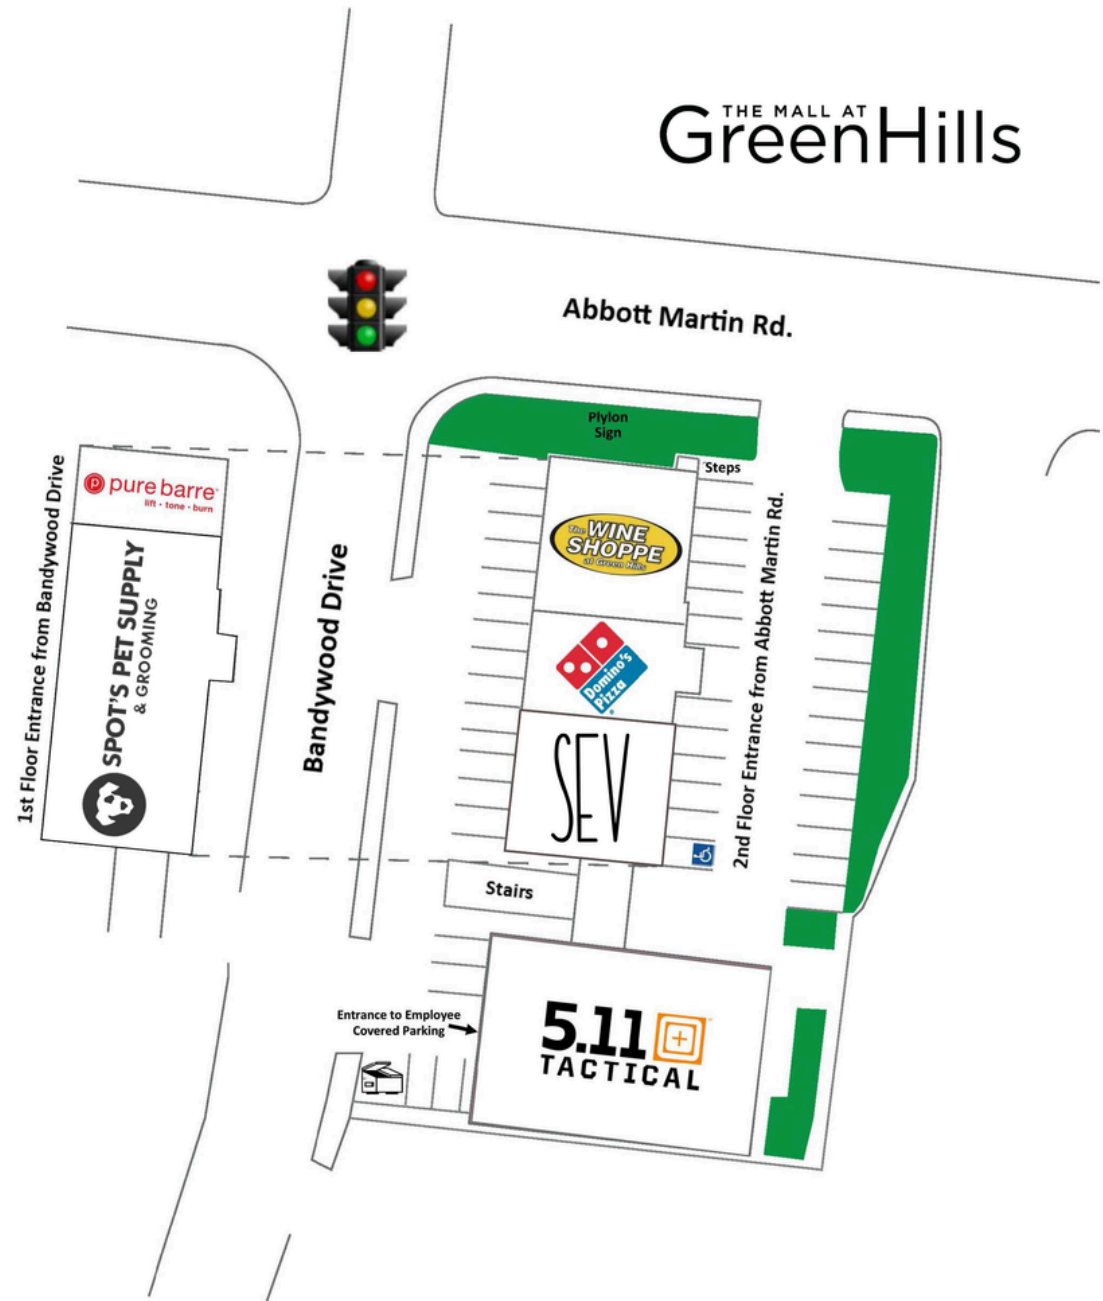 THE MALL AT
GreenHills
Abbott Martin Rd.
Plylon
Sign
Steps
1st Floor Entrance from Bandywood Drive
p
pure barre
lift • tone • burn
SPOT'S PET SUPPLY
& GROOMING
Bandywood Drive
The
WINE
SHOPPE
at Green Hills
Domino's
Pizza
®
SEV
2nd Floor Entrance from Abbott Martin Rd.
Stairs
Entrance to Employee
Covered Parking
5.11
TACTICAL